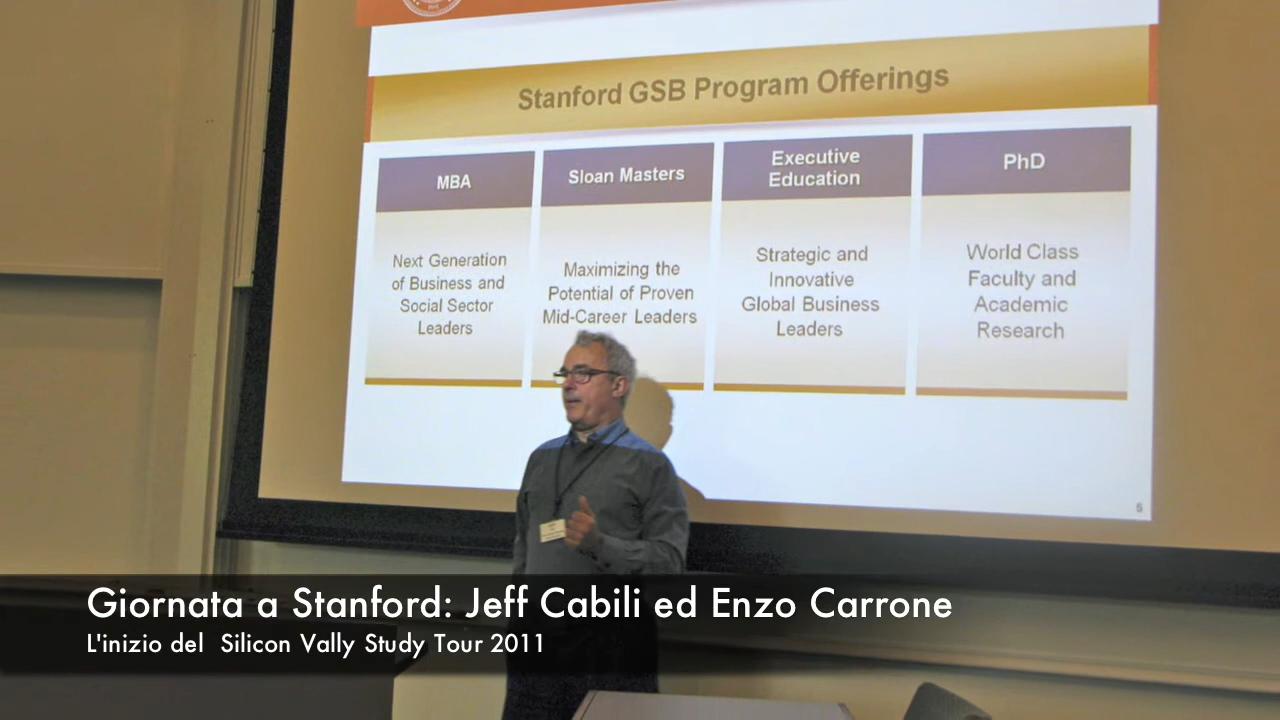 Stanford GSB Program Offerings
MBA
Next Generation
of Business and
Social Sector
Leaders
Sloan Masters
Maximizing the
Potential of Proven
Mid-Career Leaders
Executive
Education
Strategic and
Innovative
Global Business
Leaders
PhD
World Class
Faculty and
Academic
Research
Giornata a Stanford: Jeff Cabili ed Enzo Carrone
L'inizio del  Silicon Vally Study Tour 2011